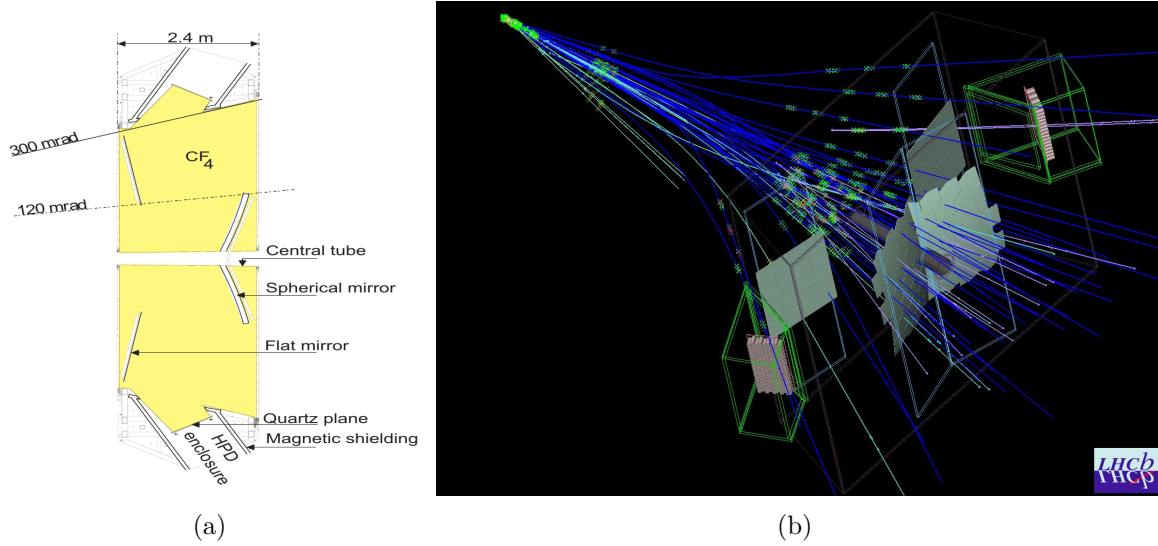 2.4 m
300 mrad
CF4
120 mrad
Central tube
Spherical mirror
Flat mirror
Quartz plane
Magnetic shielding
HPD
enclosure
LHCb
LHCb
(a)
(b)